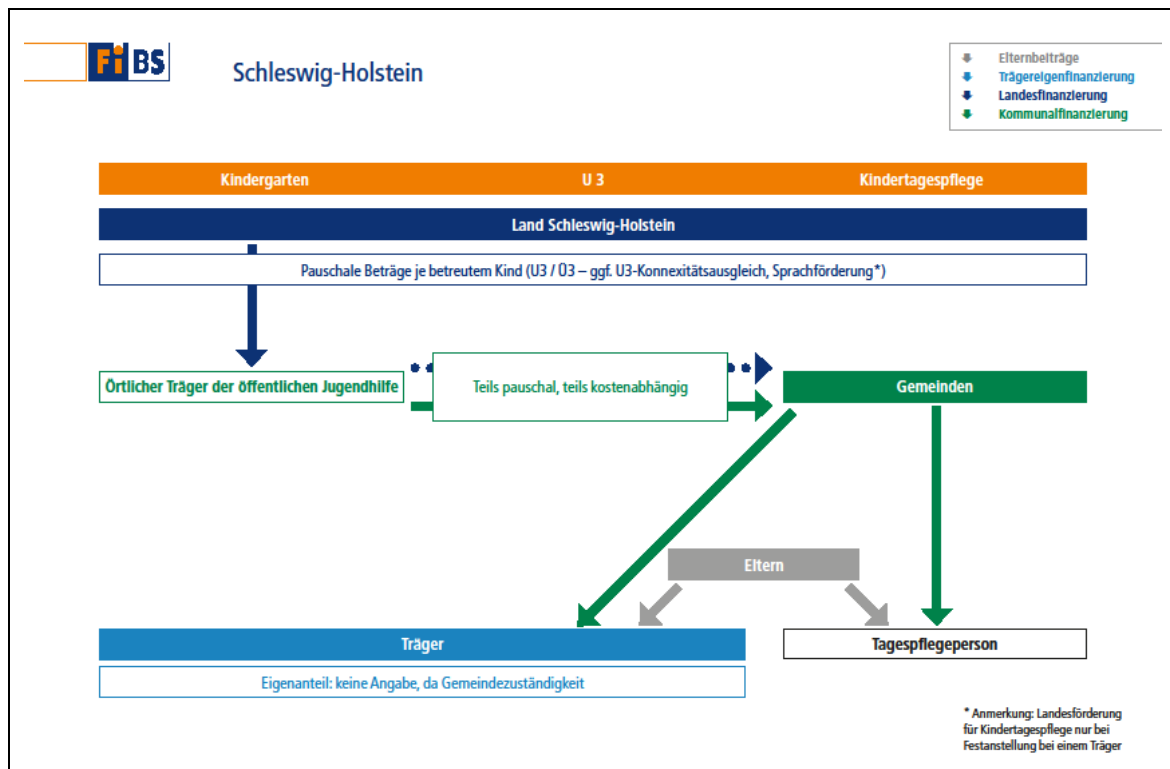 FiBS
Schleswig-Holstein
Elternbeiträge
Trägereigenfinanzierung
Landesfinanzierung
Kommunalfinanzierung
Kindergarten
U 3
Kindertagespflege
Land Schleswig-Holstein
Pauschale Beträge je betreutem Kind (U3 / Ü3 – ggf. U3-Konnexitätsausgleich, Sprachförderung*)
Örtlicher Träger der öffentlichen Jugendhilfe
Teils pauschal, teils kostenabhängig
Gemeinden
Eltern
Träger
Tagespflegeperson
Eigenanteil: keine Angabe, da Gemeindezuständigkeit
* Anmerkung: Landesförderung
für Kindertagespflege nur bei
Festanstellung bei einem Träger